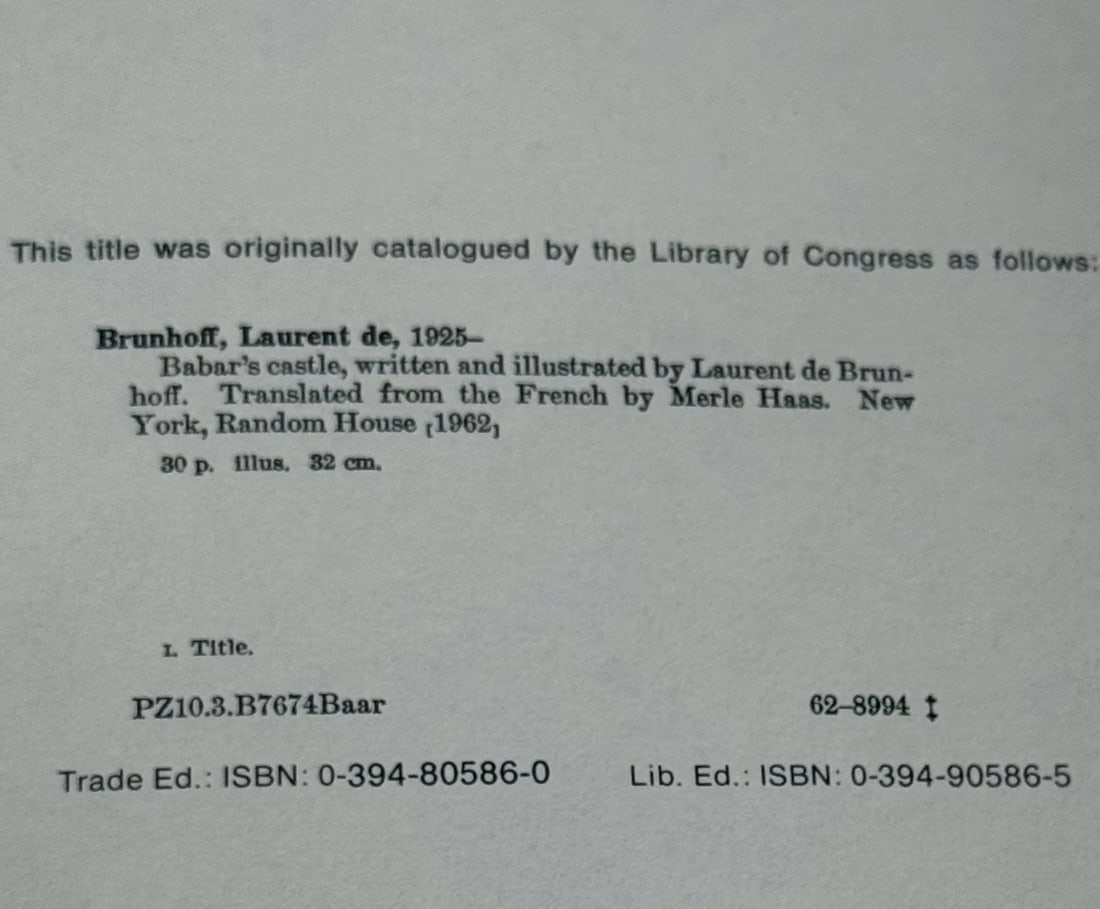 This title was originally catalogued by the Library of Congress as follows:
Brunhoff, Laurent de, 1925–
Babar's castle, written and illustrated by Laurent de Brun-
hoff. Translated from the French by Merle Haas. New
York, Random House [1962]
30 p. illus. 32 cm.
I. Title.
PZ10.3.B7674Baar
62–8994 ‡
Trade Ed.: ISBN: 0-394-80586-0
Lib. Ed.: ISBN: 0-394-90586-5